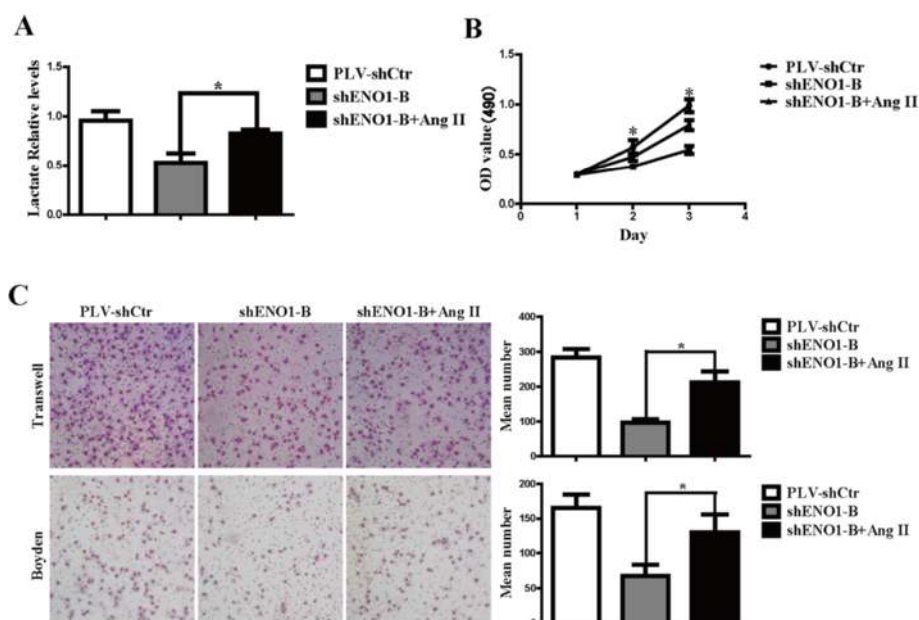 A
Lactate Relative levels
1.5
1.0
0.5
0.0
*
PLV-shCtr
shENO1-B
shENO1-B+Ang II
B
OD value(490)
1.5
1.0
0.5
0.0
0
1
2
3
4
Day
*
*
PLV-shCtr
shENO1-B
shENO1-B+Ang II
C
PLV-shCtr
shENO1-B
shENO1-B+Ang II
Transwell
Boyden
Mean number
400
300
200
100
0
*
PLV-shCtr
shENO1-B
shENO1-B+Ang II
Mean number
200
150
100
50
0
*
PLV-shCtr
shENO1-B
shENO1-B+Ang II